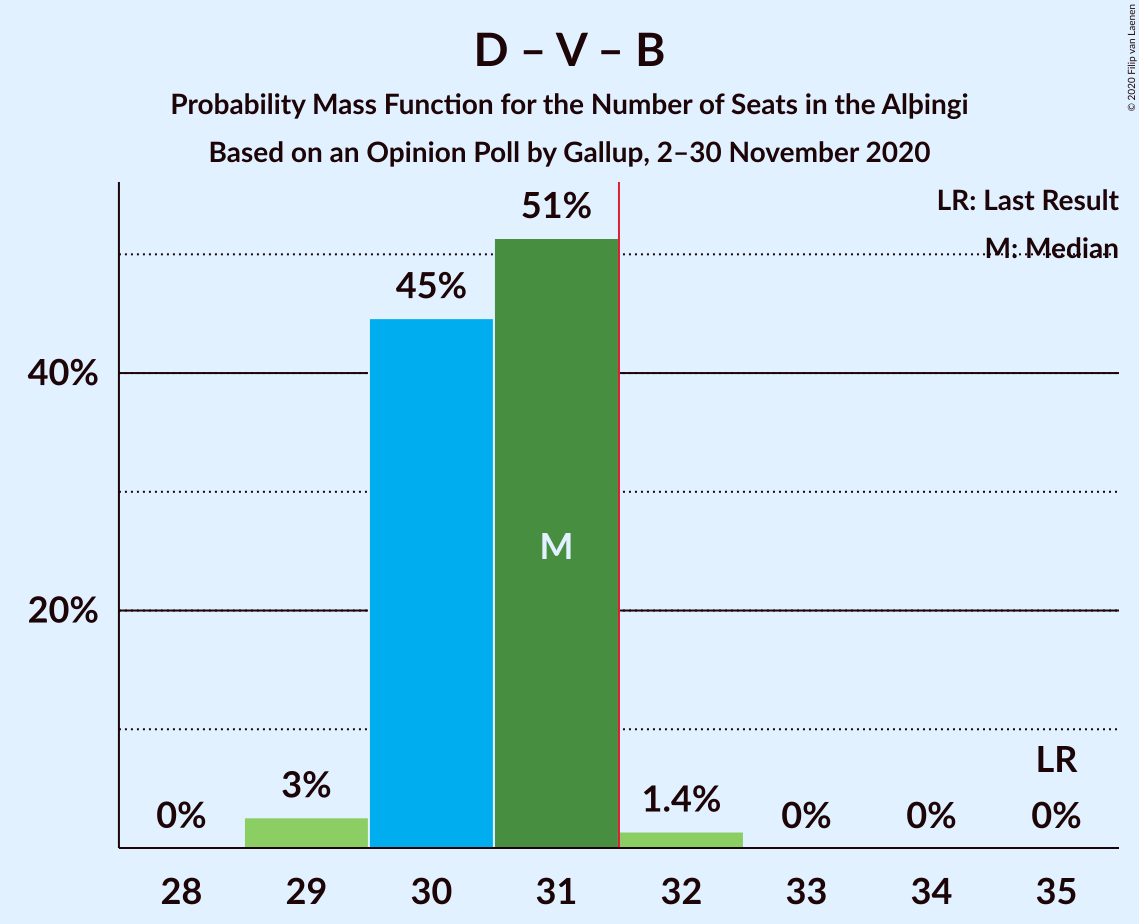 D – V – B
Probability Mass Function for the Number of Seats in the Alþingi
Based on an Opinion Poll by Gallup, 2–30 November 2020
© 2020 Filip van Laenen
LR: Last Result
M: Median
51%
45%
40%
M
20%
LR
3%
1.4%
0%
0%
0%
0%
28 29 30 31 32 33 34 35